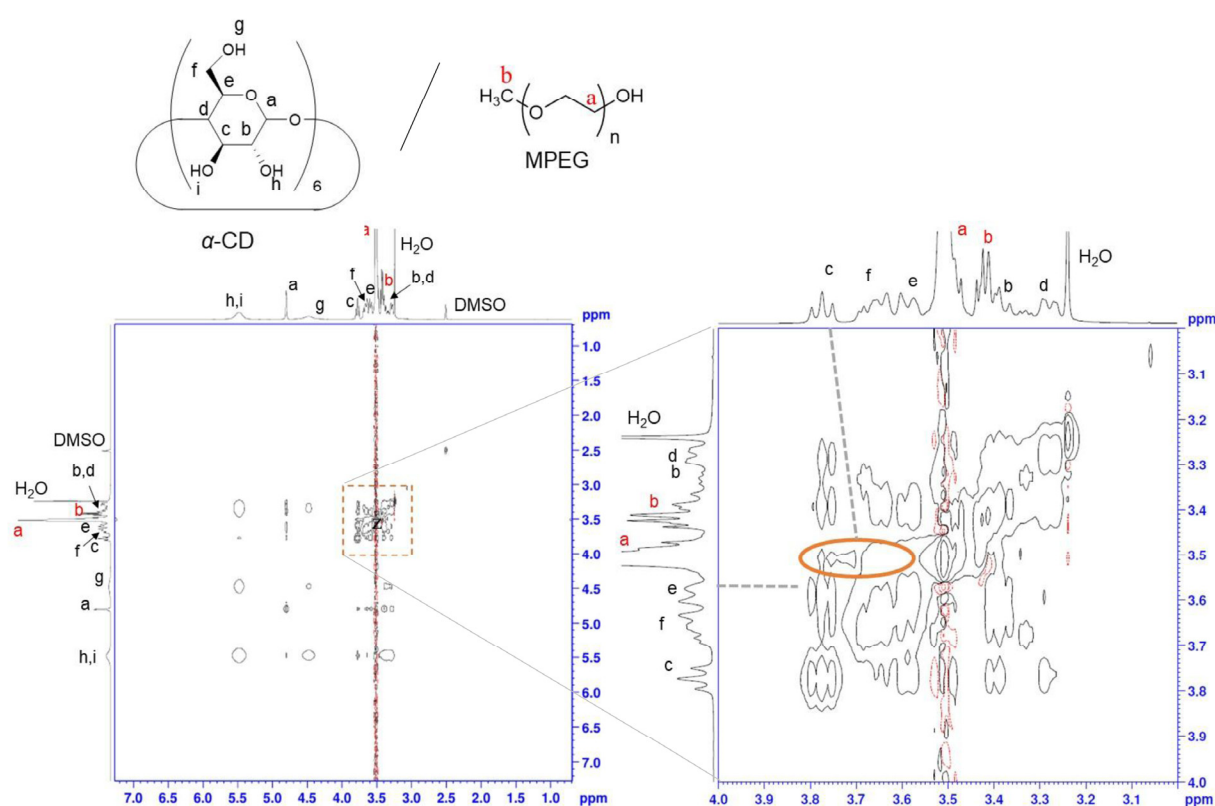 g
OH
f
e
O
a
d
O
c
b
HO
OH
i
h
6
α-CD
b
H3C
O
a
OH
n
MPEG
a
H2O
f
e
b
b,d
a
h,i
g
c
DMSO
ppm
1.0
1.5
2.0
2.5
3.0
3.5
4.0
4.5
5.0
5.5
6.0
6.5
7.0
DMSO
b,d
H2O
b
a
e
f
c
g
a
h,i
7.0 6.5 6.0 5.5 5.0 4.5 4.0 3.5 3.0 2.5 2.0 1.5 1.0 ppm
a
b
H2O
c
f
e
b
d
ppm
3.1
3.2
3.3
3.4
3.5
3.6
3.7
3.8
3.9
4.0
H2O
d
b
b
a
e
f
c
4.0 3.9 3.8 3.7 3.6 3.5 3.4 3.3 3.2 3.1 ppm